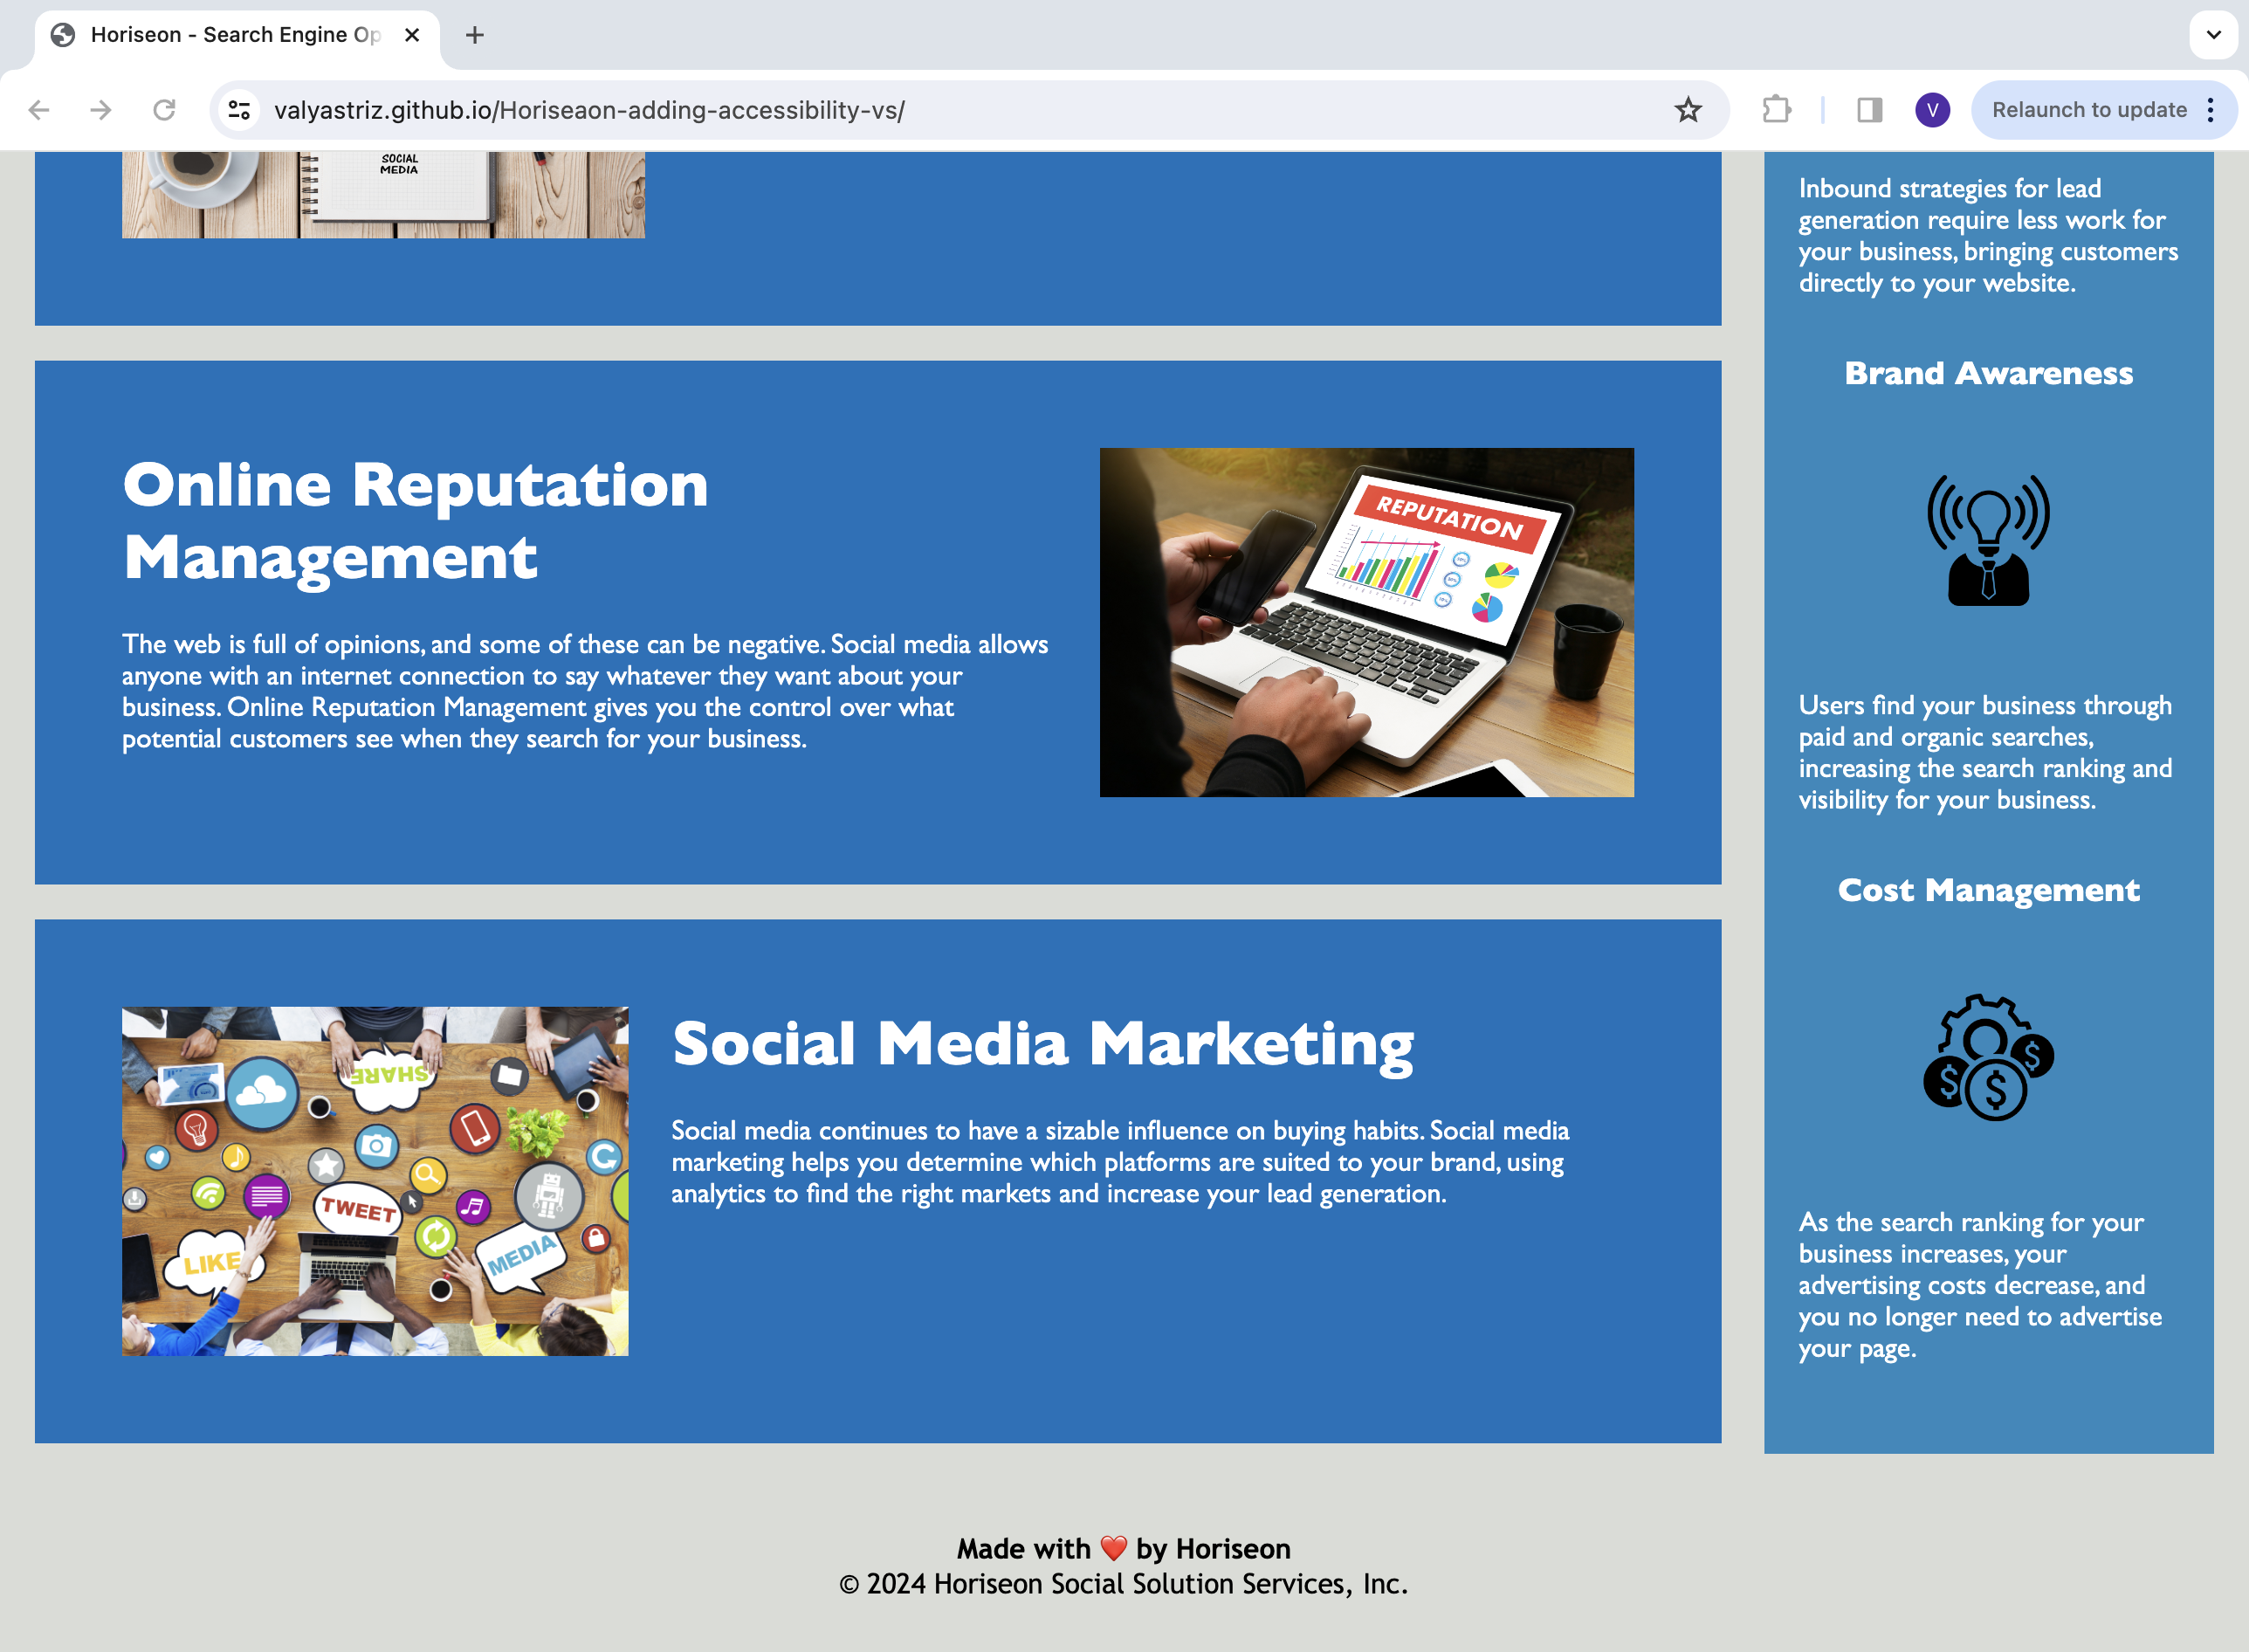 Horiseon - Search Engine Op
valyastriz.github.io/Horiseaon-adding-accessibility-vs/
V
Relaunch to update
SOCIAL
MEDIA
Online Reputation
Management
The web is full of opinions, and some of these can be negative. Social media allows
anyone with an internet connection to say whatever they want about your
business. Online Reputation Management gives you the control over what
potential customers see when they search for your business.
REPUTATION
SHARE
TWEET
LIKE
MEDIA
Social Media Marketing
Social media continues to have a sizable influence on buying habits. Social media
marketing helps you determine which platforms are suited to your brand, using
analytics to find the right markets and increase your lead generation.
Inbound strategies for lead
generation require less work for
your business, bringing customers
directly to your website.
Brand Awareness
Users find your business through
paid and organic searches,
increasing the search ranking and
visibility for your business.
Cost Management
$ $ $
As the search ranking for your
business increases, your
advertising costs decrease, and
you no longer need to advertise
your page.
Made with ❤️ by Horiseon
© 2024 Horiseon Social Solution Services, Inc.